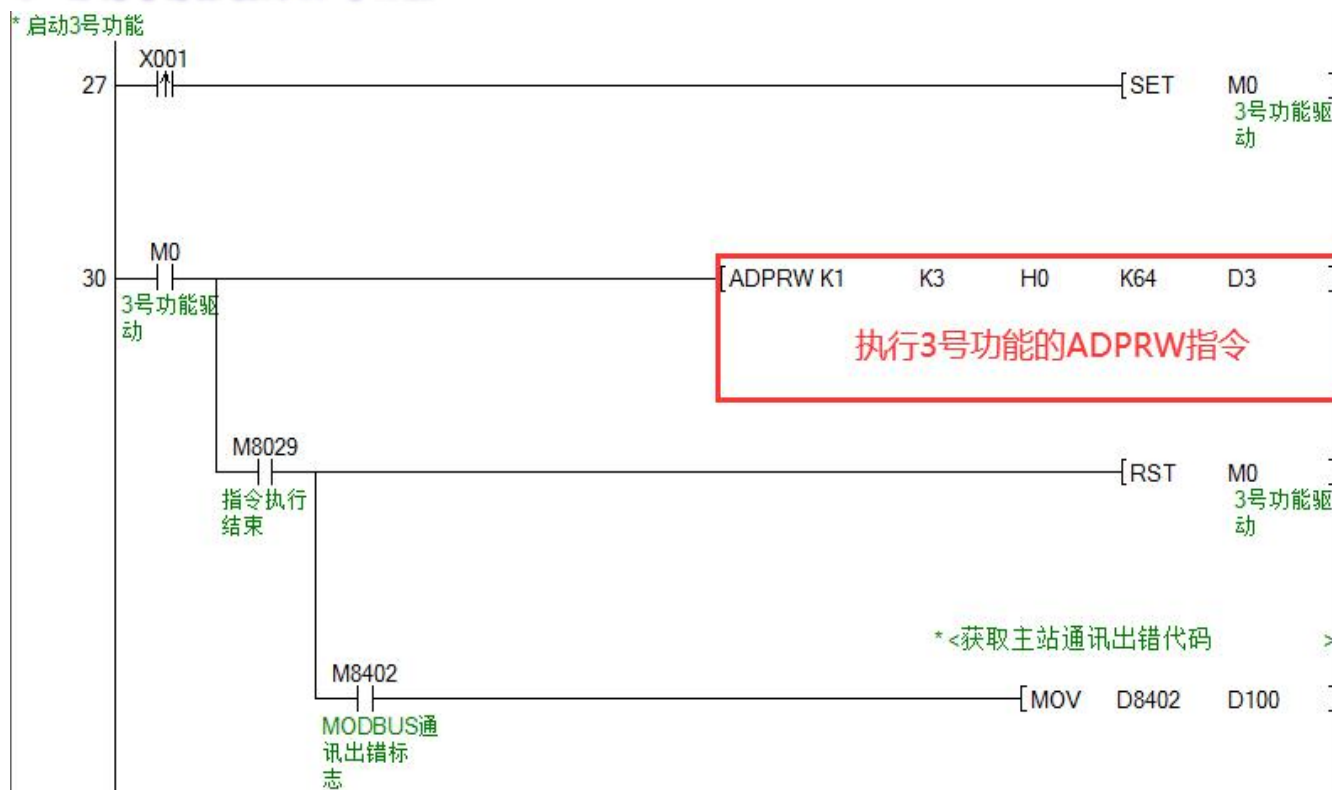 * 启动3号功能
X001
27
[SET M0 ]
3号功能驱
动
M0
30
[ADPRW K1 K3 H0 K64 D3 ]
3号功能驱
动
执行3号功能的ADPRW指令
M8029
[RST M0 ]
指令执行
结束
3号功能驱
动
*<获取主站通讯出错代码 >
M8402
[MOV D8402 D100 ]
MODBUS通
讯出错标
志